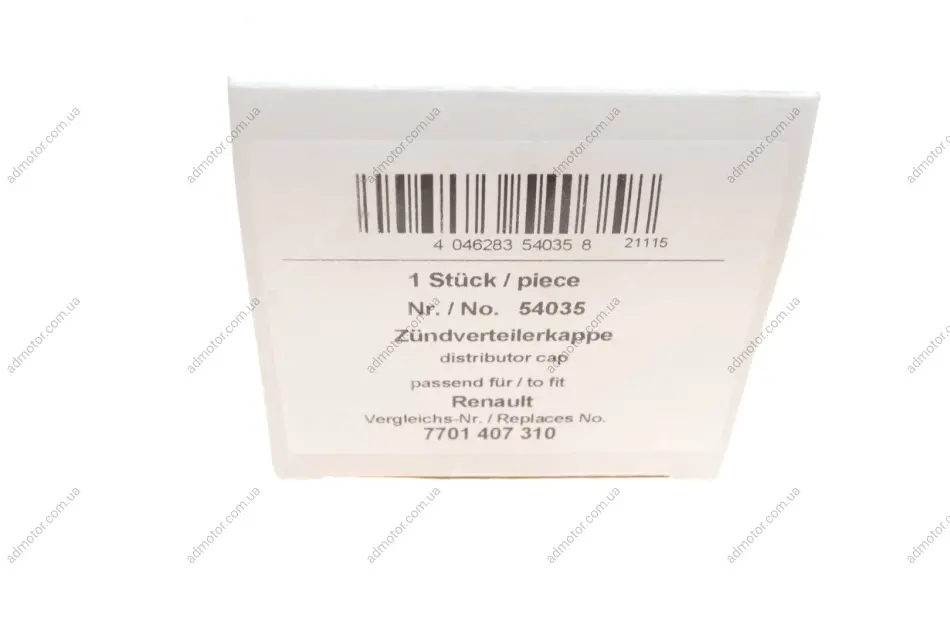 4 046283 54035 8 21115
1 Stück / piece
Nr. / No. 54035
Zündverteilerkappe
distributor cap
passend für / to fit
Renault
Vergleichs-Nr. / Replaces No.
7701 407 310
admotor.com.ua